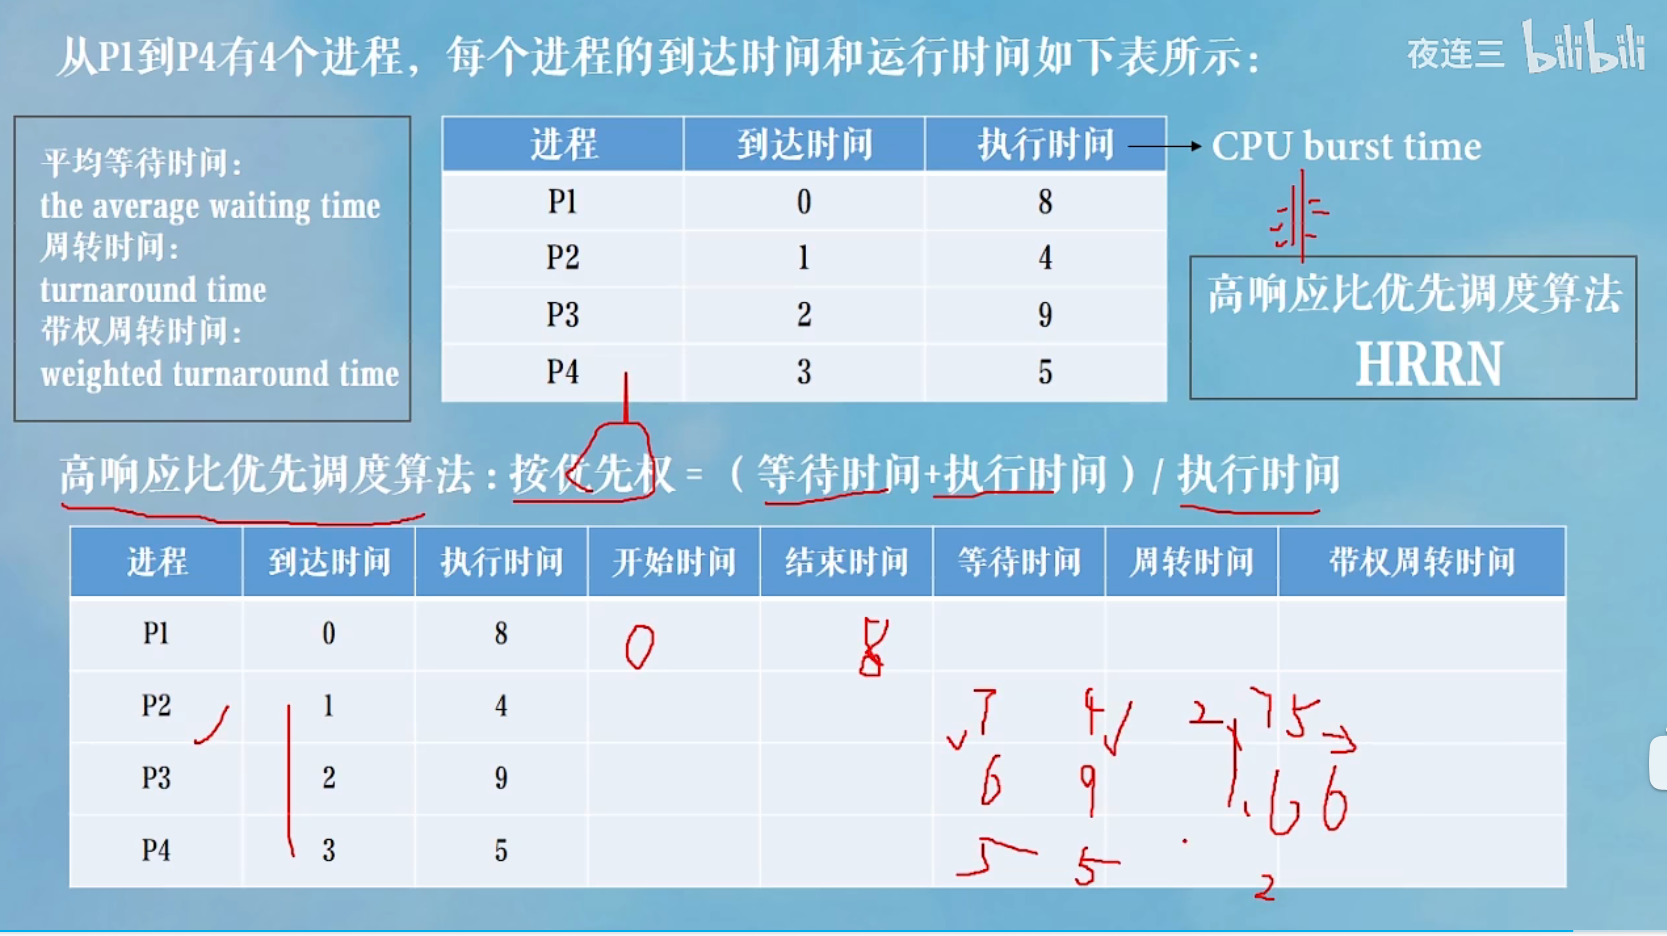 从P1到P4有4个进程，每个进程的到达时间和运行时间如下表所示：
夜连三 bilibili
平均等待时间：
the average waiting time
周转时间：
turnaround time
带权周转时间：
weighted turnaround time
进程 到达时间 执行时间
P1 0 8
P2 1 4
P3 2 9
P4 3 5
CPU burst time
高响应比优先调度算法
HRRN
高响应比优先调度算法：按优先权=（等待时间+执行时间）/ 执行时间
进程 到达时间 执行时间 开始时间 结束时间 等待时间 周转时间 带权周转时间
P1 0 8 0 8
P2 1 4 7 4 2.75
P3 2 9 6 9 1.66
P4 3 5 5 5 2